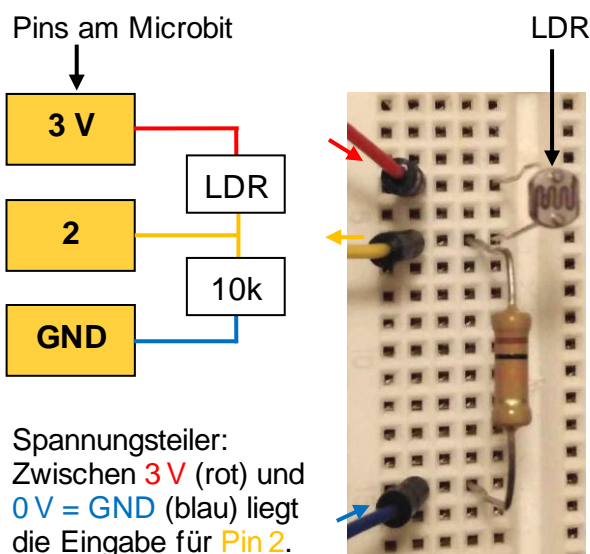 Pins am Microbit
LDR
3 V
LDR
2
10k
GND
Spannungsteiler:
Zwischen 3 V (rot) und
0 V = GND (blau) liegt
die Eingabe für Pin 2.